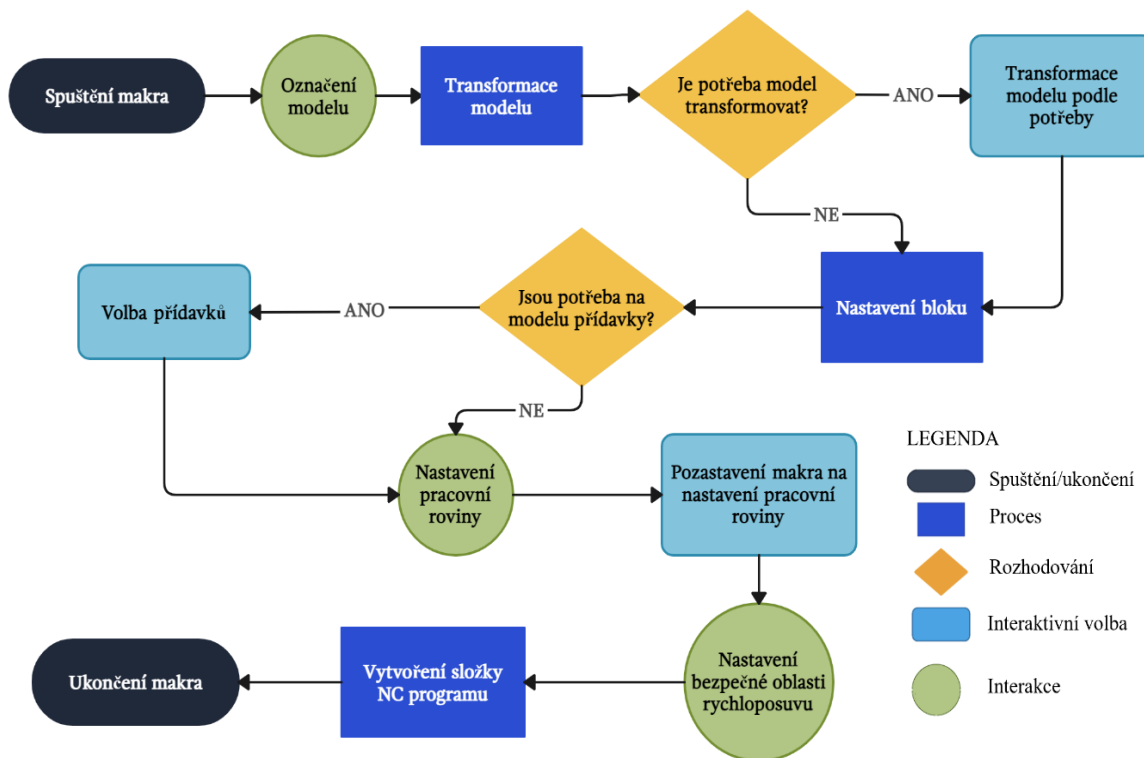 Spuštění makra
Označení
modelu
Transformace
modelu
Je potřeba model
transformovat?
ANO
Transformace
modelu podle
potřeby
NE
Nastavení bloku
Jsou potřeba na
modelu přídavky?
ANO
Volba přídavků
NE
Nastavení
pracovní
roviny
Pozastavení makra na
nastavení pracovní
roviny
Nastavení
bezpečné oblasti
rychloposuvu
Vytvoření složky
NC programu
Ukončení makra
LEGENDA
Spuštění/ukončení
Proces
Rozhodování
Interaktivní volba
Interakce